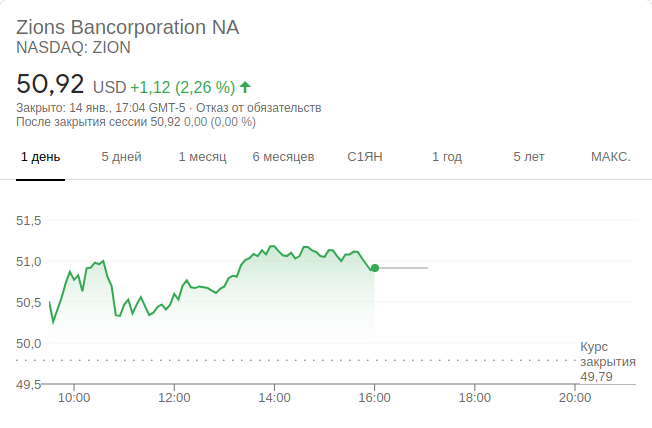 Zions Bancorporation NA
NASDAQ: ZION
50,92 USD +1,12 (2,26 %)
Закрыто: 14 янв., 17:04 GMT-5 · Отказ от обязательств
После закрытия сессии 50,92 0,00 (0,00 %)
1 день 5 дней 1 месяц 6 месяцев С1ЯН 1 год 5 лет МАКС.
51,5
51,0
50,5
50,0
Курс
закрытия
49,79
49,5
10:00 12:00 14:00 16:00 18:00 20:00